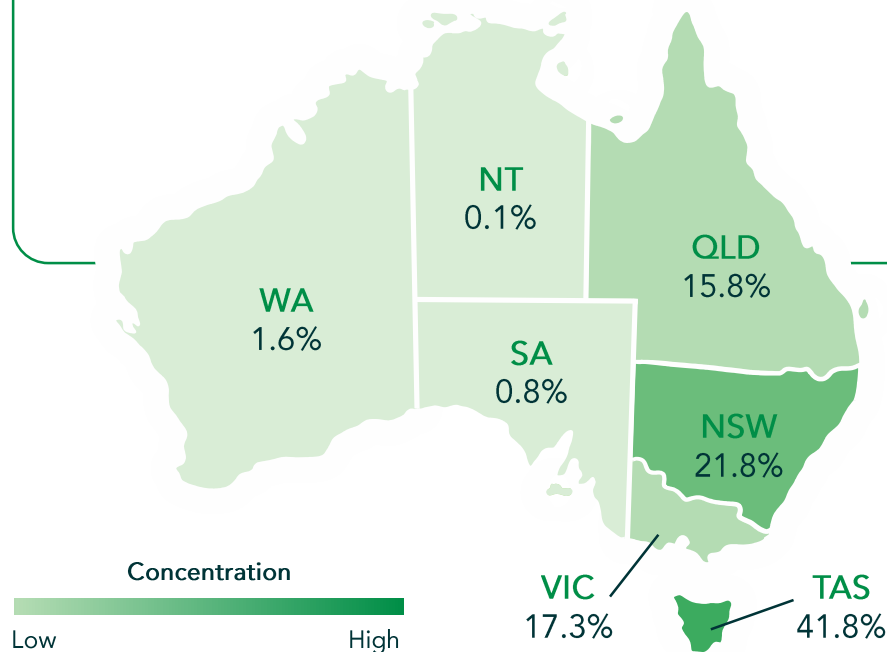 NT
0.1%
QLD
15.8%
WA
1.6%
SA
0.8%
NSW
21.8%
Concentration
Low
High
VIC
17.3%
TAS
41.8%